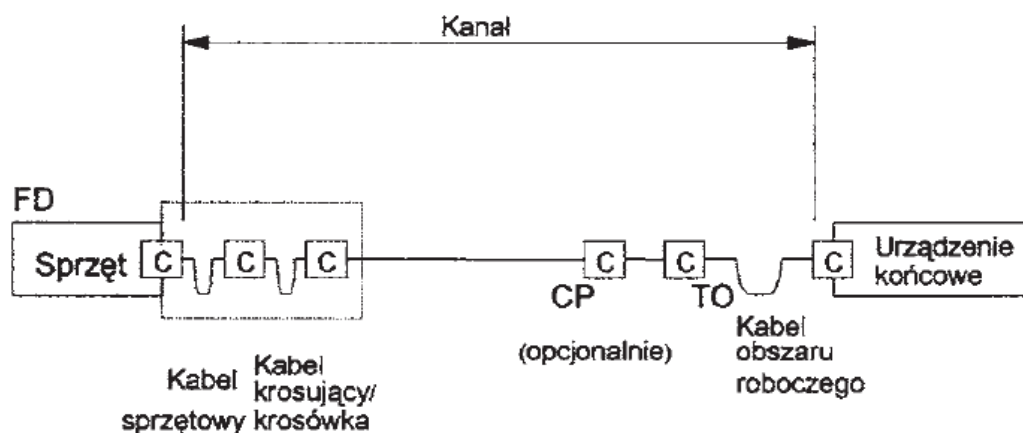 Kanał
FD
Sprzęt
C
C
C
C
C
C
Urządzenie
końcowe
CP
TO
(opcjonalnie)
Kabel
obszaru
roboczego
Kabel
sprzętowy
Kabel
krosujący/
krosówka